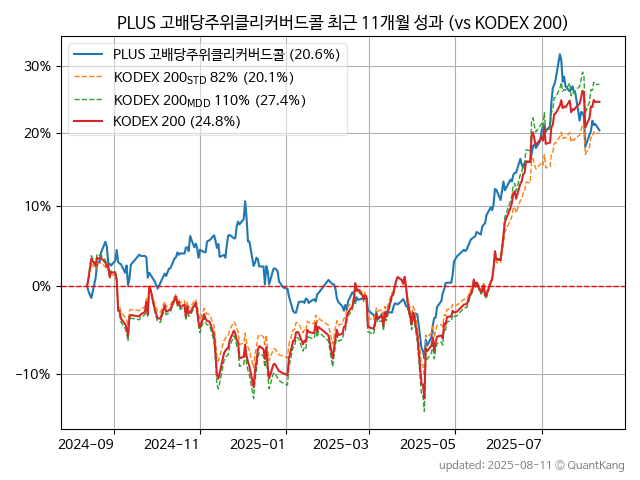 PLUS 고배당주위클리커버드콜 최근 11개월 성과 (vs KODEX 200)
PLUS 고배당주위클리커버드콜 (20.6%)
KODEX 200STD 82% (20.1%)
KODEX 200MDD 110% (27.4%)
KODEX 200 (24.8%)
30%
20%
10%
0%
−10%
2024-09 2024-11 2025-01 2025-03 2025-05 2025-07
updated: 2025-08-11 © QuantKang